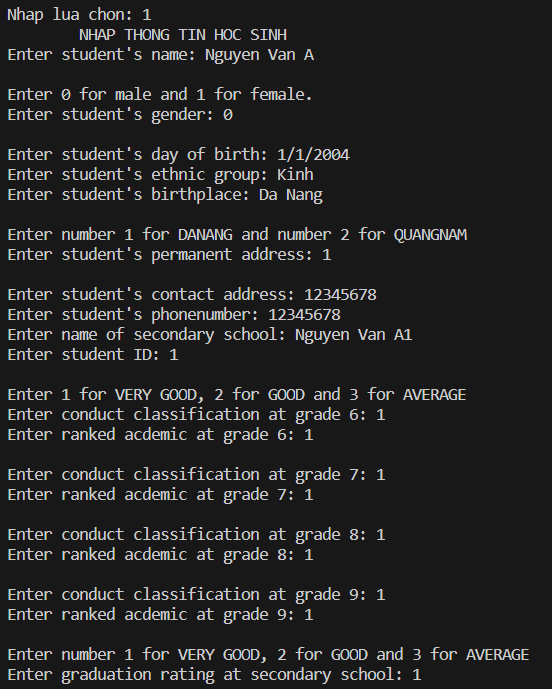 Nhap lua chon: 1
NHAP THONG TIN HOC SINH
Enter student's name: Nguyen Van A
Enter 0 for male and 1 for female.
Enter student's gender: 0
Enter student's day of birth: 1/1/2004
Enter student's ethnic group: Kinh
Enter student's birthplace: Da Nang
Enter number 1 for DANANG and number 2 for QUANGNAM
Enter student's permanent address: 1
Enter student's contact address: 12345678
Enter student's phonenumber: 12345678
Enter name of secondary school: Nguyen Van A1
Enter student ID: 1
Enter 1 for VERY GOOD, 2 for GOOD and 3 for AVERAGE
Enter conduct classification at grade 6: 1
Enter ranked acdemic at grade 6: 1
Enter conduct classification at grade 7: 1
Enter ranked acdemic at grade 7: 1
Enter conduct classification at grade 8: 1
Enter ranked acdemic at grade 8: 1
Enter conduct classification at grade 9: 1
Enter ranked acdemic at grade 9: 1
Enter number 1 for VERY GOOD, 2 for GOOD and 3 for AVERAGE
Enter graduation rating at secondary school: 1